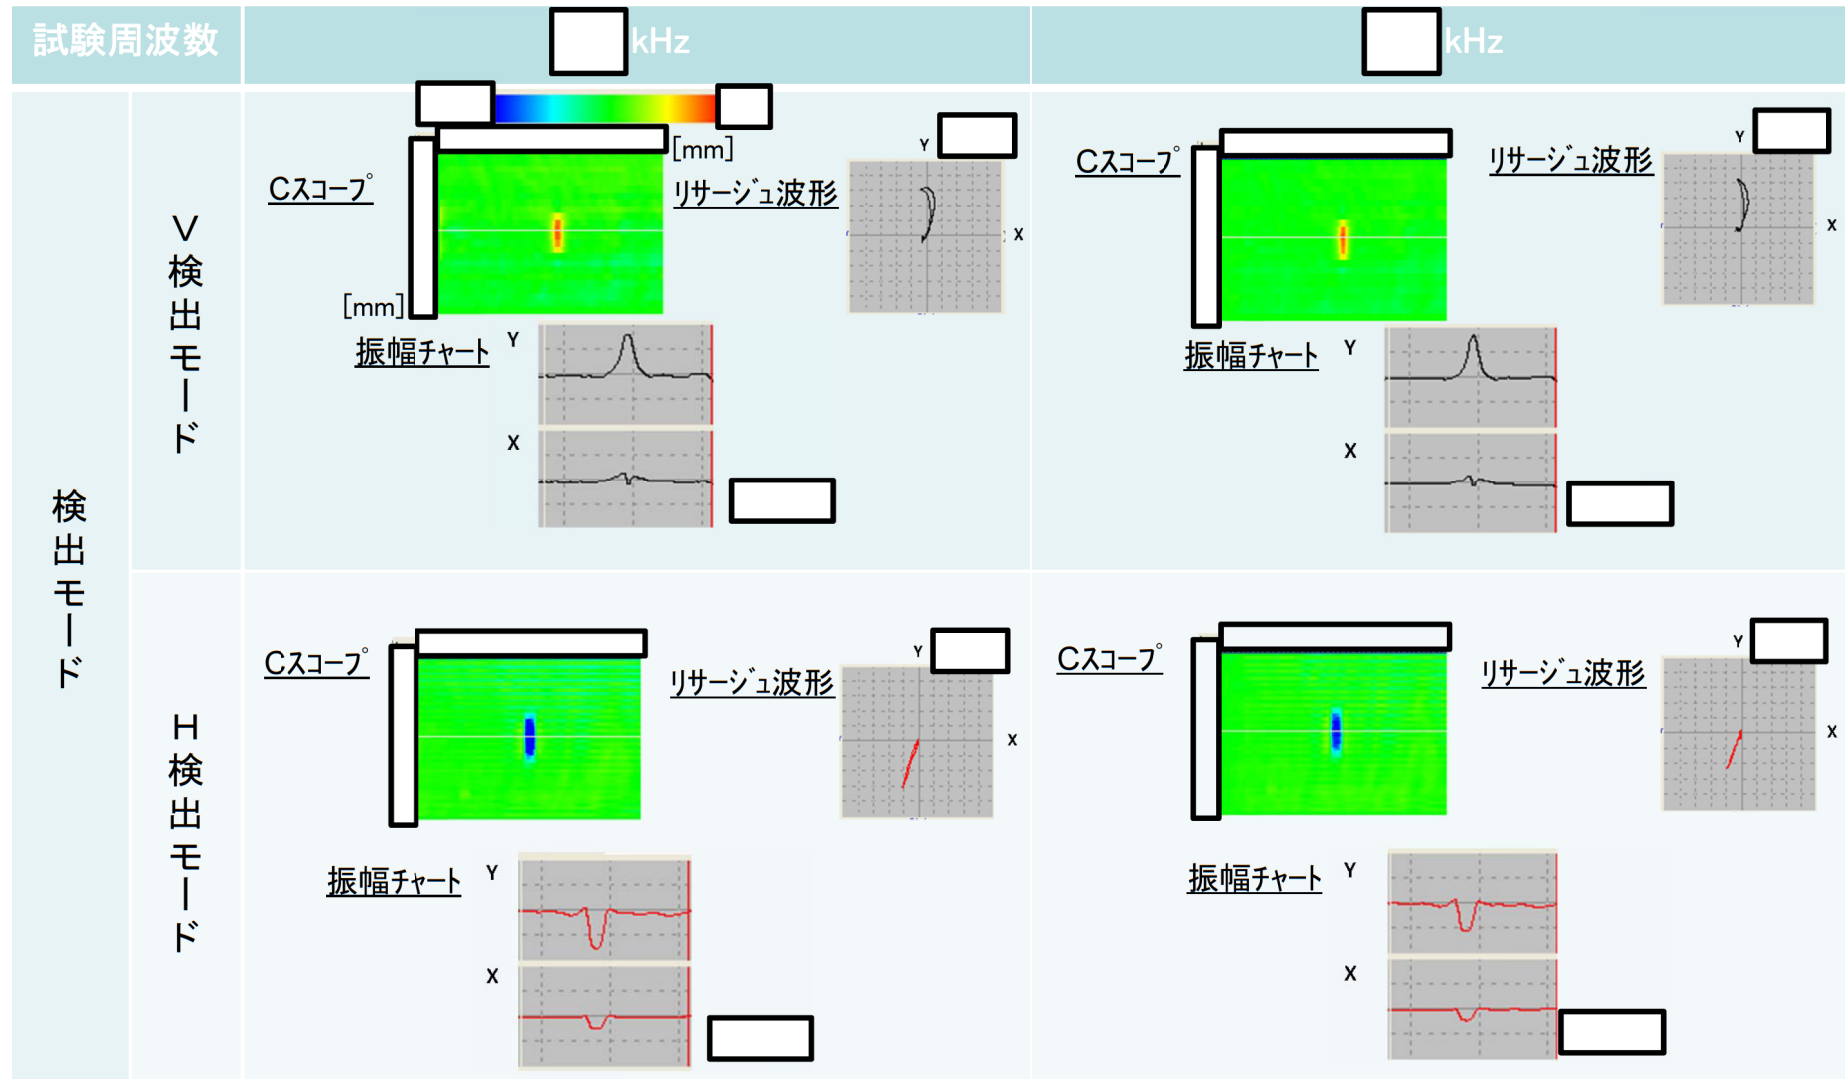 試験周波数
kHz
kHz
検出モード
V検出モード
Cスコープ
[mm]
[mm]
リサージュ波形
Y
X
振幅チャート
Y
X
Cスコープ
リサージュ波形
Y
X
振幅チャート
Y
X
H検出モード
Cスコープ
リサージュ波形
Y
X
振幅チャート
Y
X
Cスコープ
リサージュ波形
Y
X
振幅チャート
Y
X